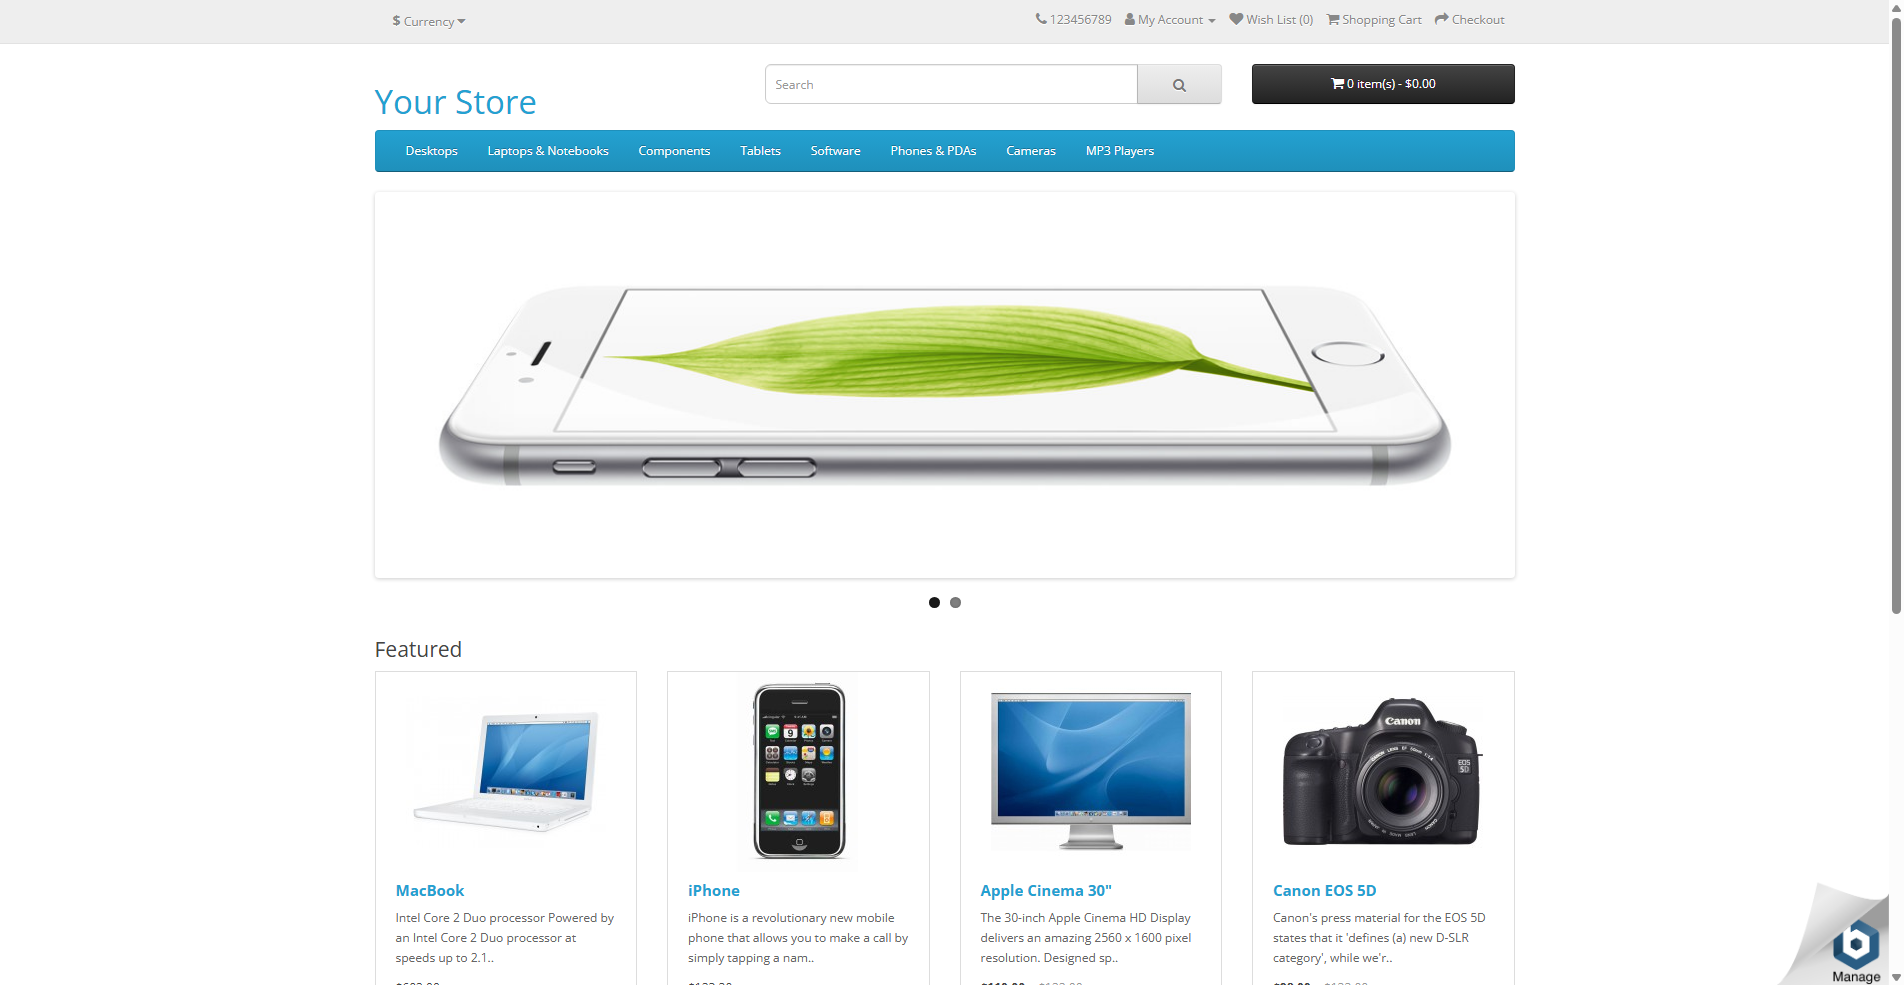 $ Currency
123456789
My Account
Wish List (0)
Shopping Cart
Checkout
Your Store
Search
0 item(s) - $0.00
Desktops
Laptops & Notebooks
Components
Tablets
Software
Phones & PDAs
Cameras
MP3 Players
Featured
Canon
EOS
5D
MacBook
Intel Core 2 Duo processor Powered by
an Intel Core 2 Duo processor at
speeds up to 2.1..
iPhone
iPhone is a revolutionary new mobile
phone that allows you to make a call by
simply tapping a nam..
Apple Cinema 30"
The 30-inch Apple Cinema HD Display
delivers an amazing 2560 x 1600 pixel
resolution. Designed sp..
Canon EOS 5D
Canon's press material for the EOS 5D
states that it 'defines (a) new D-SLR
category', while we'r..
Manage